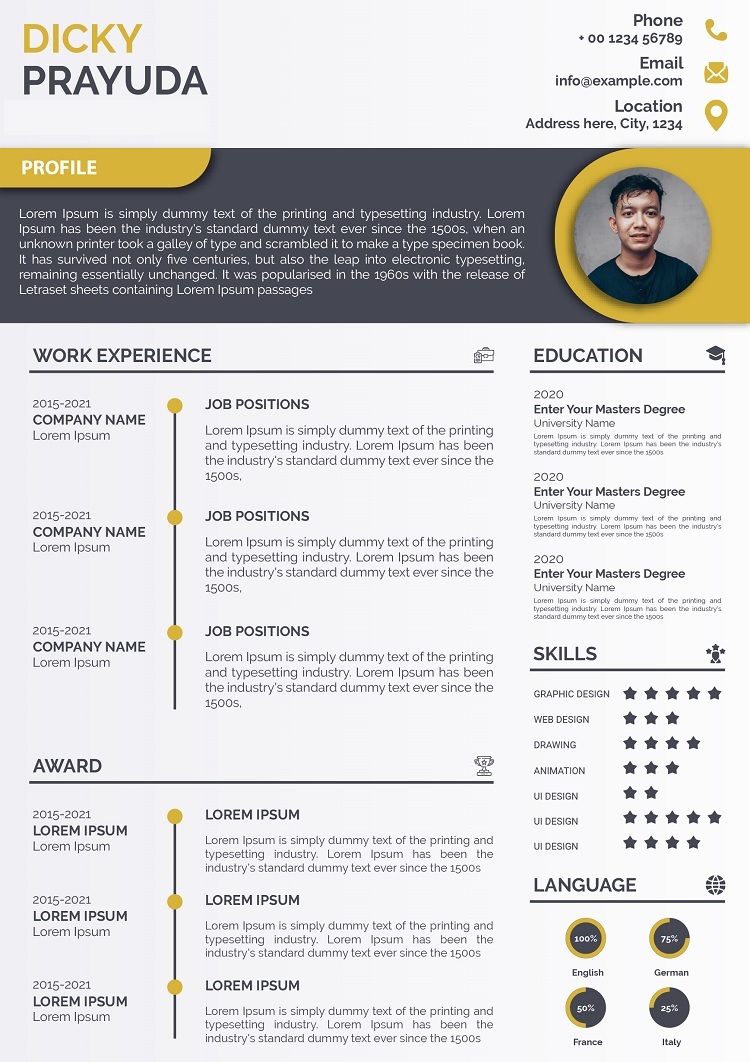 DICKY
PRAYUDA
Phone
+ 00 1234 56789
Email
info@example.com
Location
Address here, City, 1234
PROFILE
Lorem Ipsum is simply dummy text of the printing and typesetting industry. Lorem
Ipsum has been the industry's standard dummy text ever since the 1500s, when an
unknown printer took a galley of type and scrambled it to make a type specimen book.
It has survived not only five centuries, but also the leap into electronic typesetting,
remaining essentially unchanged. It was popularised in the 1960s with the release of
Letraset sheets containing Lorem Ipsum passages
WORK EXPERIENCE
2015-2021
COMPANY NAME
Lorem Ipsum
JOB POSITIONS
Lorem Ipsum is simply dummy text of the printing
and typesetting industry. Lorem Ipsum has been
the industry's standard dummy text ever since the
1500s,
2015-2021
COMPANY NAME
Lorem Ipsum
JOB POSITIONS
Lorem Ipsum is simply dummy text of the printing
and typesetting industry. Lorem Ipsum has been
the industry's standard dummy text ever since the
1500s,
2015-2021
COMPANY NAME
Lorem Ipsum
JOB POSITIONS
Lorem Ipsum is simply dummy text of the printing
and typesetting industry. Lorem Ipsum has been
the industry's standard dummy text ever since the
1500s,
AWARD
2015-2021
LOREM IPSUM
Lorem Ipsum
LOREM IPSUM
Lorem Ipsum is simply dummy text of the printing and
typesetting industry. Lorem Ipsum has been the
industry's standard dummy text ever since the 1500s
2015-2021
LOREM IPSUM
Lorem Ipsum
LOREM IPSUM
Lorem Ipsum is simply dummy text of the printing and
typesetting industry. Lorem Ipsum has been the
industry's standard dummy text ever since the 1500s
2015-2021
LOREM IPSUM
Lorem Ipsum
LOREM IPSUM
Lorem Ipsum is simply dummy text of the printing and
typesetting industry. Lorem Ipsum has been the
industry's standard dummy text ever since the 1500s
EDUCATION
2020
Enter Your Masters Degree
University Name
Lorem Ipsum is simply dummy text of the printing and
typesetting industry. Lorem Ipsum has been the industry's standard
dummy text ever since the 1500s
2020
Enter Your Masters Degree
University Name
Lorem Ipsum is simply dummy text of the printing and
typesetting industry. Lorem Ipsum has been the industry's standard
dummy text ever since the 1500s
2020
Enter Your Masters Degree
University Name
Lorem Ipsum is simply dummy text of the printing and
typesetting industry. Lorem Ipsum has been the industry's standard
dummy text ever since the 1500s
SKILLS
GRAPHIC DESIGN
WEB DESIGN
DRAWING
ANIMATION
UI DESIGN
UI DESIGN
UI DESIGN
LANGUAGE
100%
English
75%
German
50%
France
25%
Italy